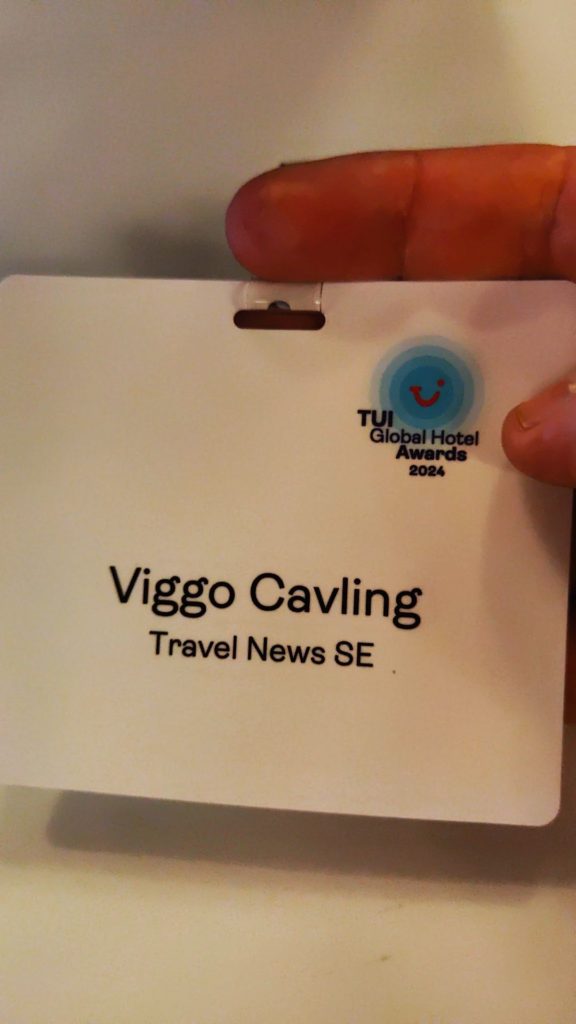 TUI
Global Hotel
Awards
2024
Viggo Cavling
Travel News SE